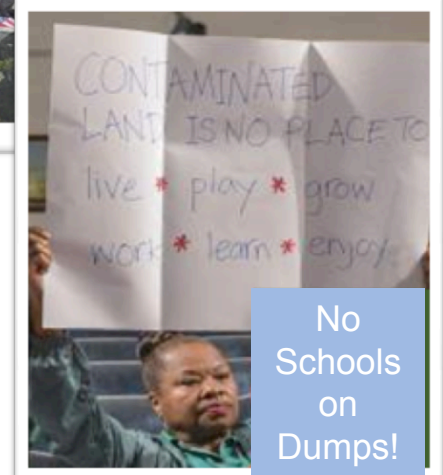 CONTAMINATED
LAND IS NO PLACE TO
live * play * grow
work * learn * enjoy
No
Schools
on
Dumps!